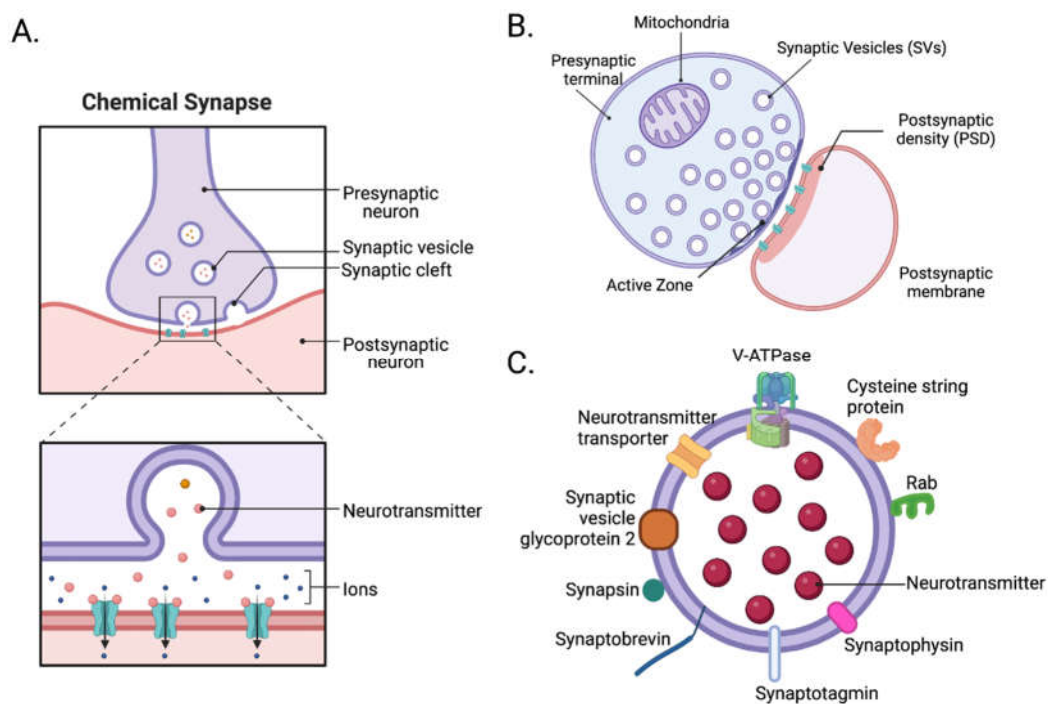 A.
Chemical Synapse
Presynaptic
neuron
Synaptic vesicle
Synaptic cleft
Postsynaptic
neuron
Neurotransmitter
Ions
B.
Mitochondria
Presynaptic
terminal
Synaptic Vesicles (SVs)
Postsynaptic
density (PSD)
Active Zone
Postsynaptic
membrane
C.
V-ATPase
Neurotransmitter
transporter
Cysteine string
protein
Synaptic
vesicle
glycoprotein 2
Rab
Synapsin
Neurotransmitter
Synaptobrevin
Synaptophysin
Synaptotagmin